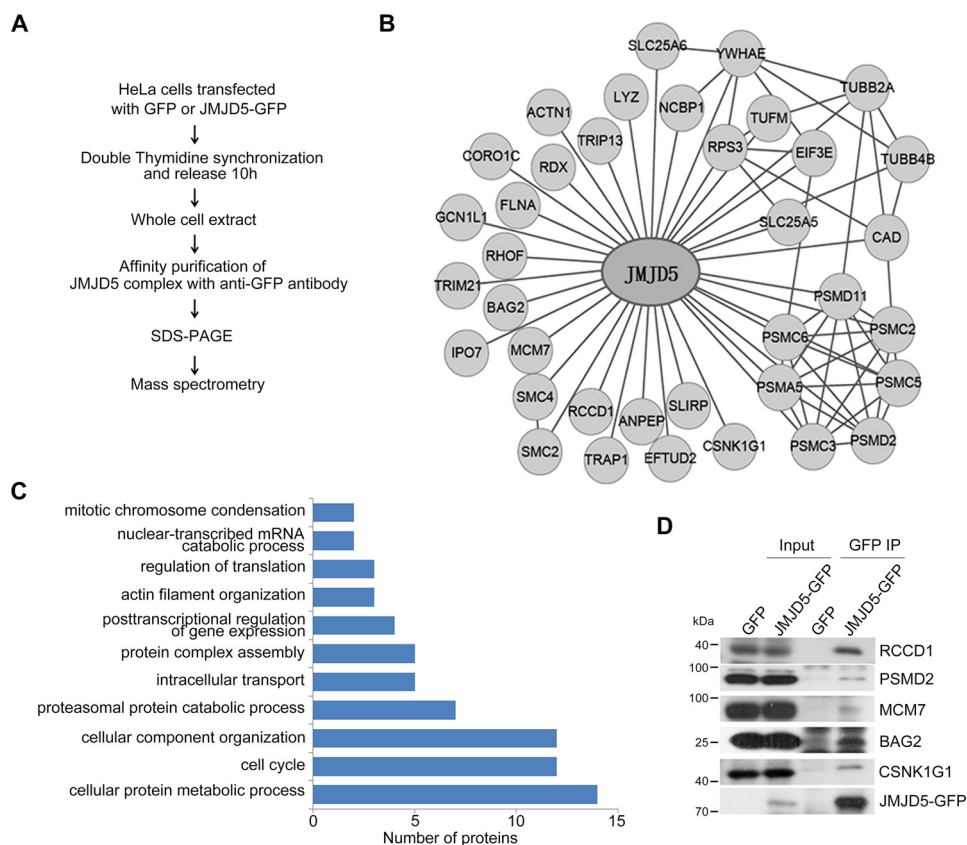 A
HeLa cells transfected
with GFP or JMJD5-GFP
Double Thymidine synchronization
and release 10h
Whole cell extract
Affinity purification of
JMJD5 complex with anti-GFP antibody
SDS-PAGE
Mass spectrometry
B
SLC25A6
YWHAE
TUBB2A
LYZ
NCBP1
ACTN1
TUFM
TRIP13
RPS3
EIF3E
TUBB4B
CORO1C
RDX
FLNA
SLC25A5
GCN1L1
CAD
RHOF
JMJD5
TRIM21
PSMD11
BAG2
PSMC2
PSMC6
IPO7
MCM7
PSMA5
PSMC5
SMC4
RCCD1
SLIRP
ANPEP
SMC2
TRAP1
EFTUD2
CSNK1G1
PSMC3
PSMD2
C
mitotic chromosome condensation
nuclear-transcribed mRNA
catabolic process
regulation of translation
actin filament organization
posttranscriptional regulation
of gene expression
protein complex assembly
intracellular transport
proteasomal protein catabolic process
cellular component organization
cell cycle
cellular protein metabolic process
0 5 10 15
Number of proteins
D
Input GFP IP
kDa GFP JMJD5-GFP GFP JMJD5-GFP
40 RCCD1
100 PSMD2
100 MCM7
25 BAG2
40 CSNK1G1
70 JMJD5-GFP